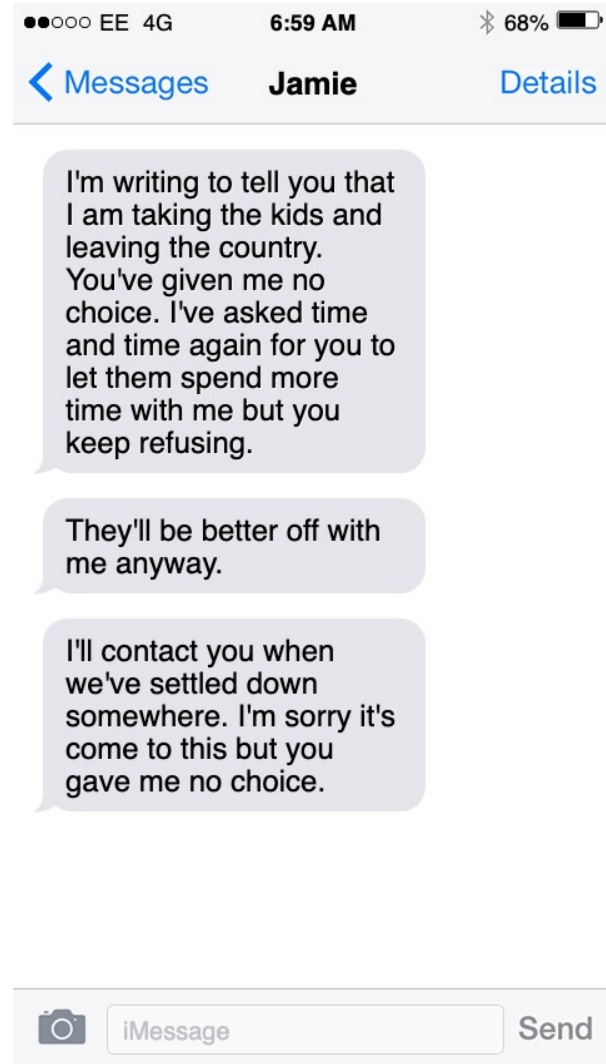 EE 4G 6:59 AM 68%
Messages Jamie Details
I'm writing to tell you that
I am taking the kids and
leaving the country.
You've given me no
choice. I've asked time
and time again for you to
let them spend more
time with me but you
keep refusing.
They'll be better off with
me anyway.
I'll contact you when
we've settled down
somewhere. I'm sorry it's
come to this but you
gave me no choice.
iMessage Send